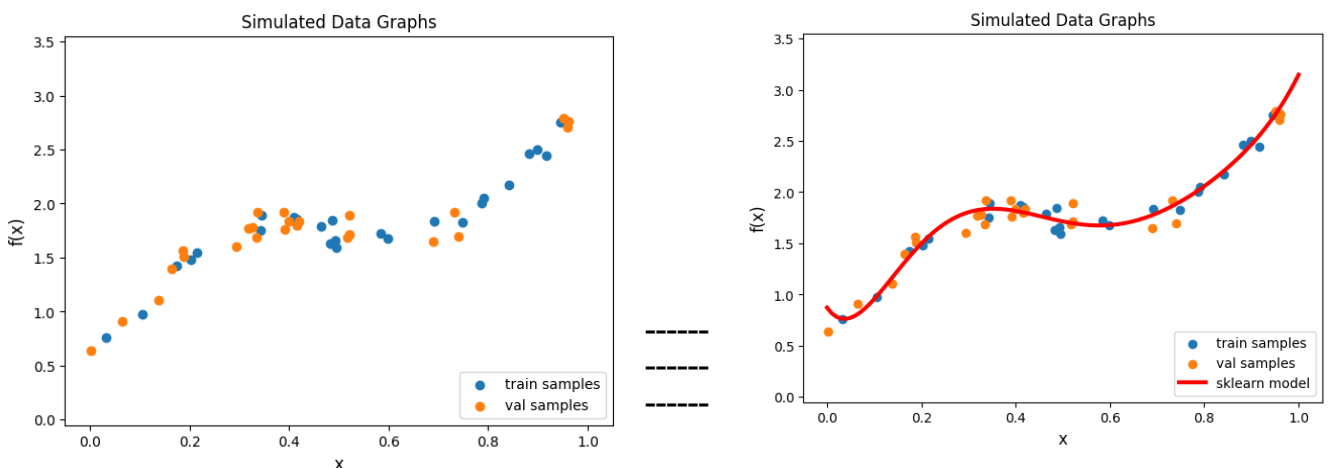 Simulated Data Graphs
3.5
3.0
2.5
2.0
1.5
1.0
0.5
0.0
f(x)
train samples
val samples
0.0 0.2 0.4 0.6 0.8 1.0
x
Simulated Data Graphs
3.5
3.0
2.5
2.0
1.5
1.0
0.5
0.0
f(x)
train samples
val samples
sklearn model
0.0 0.2 0.4 0.6 0.8 1.0
x